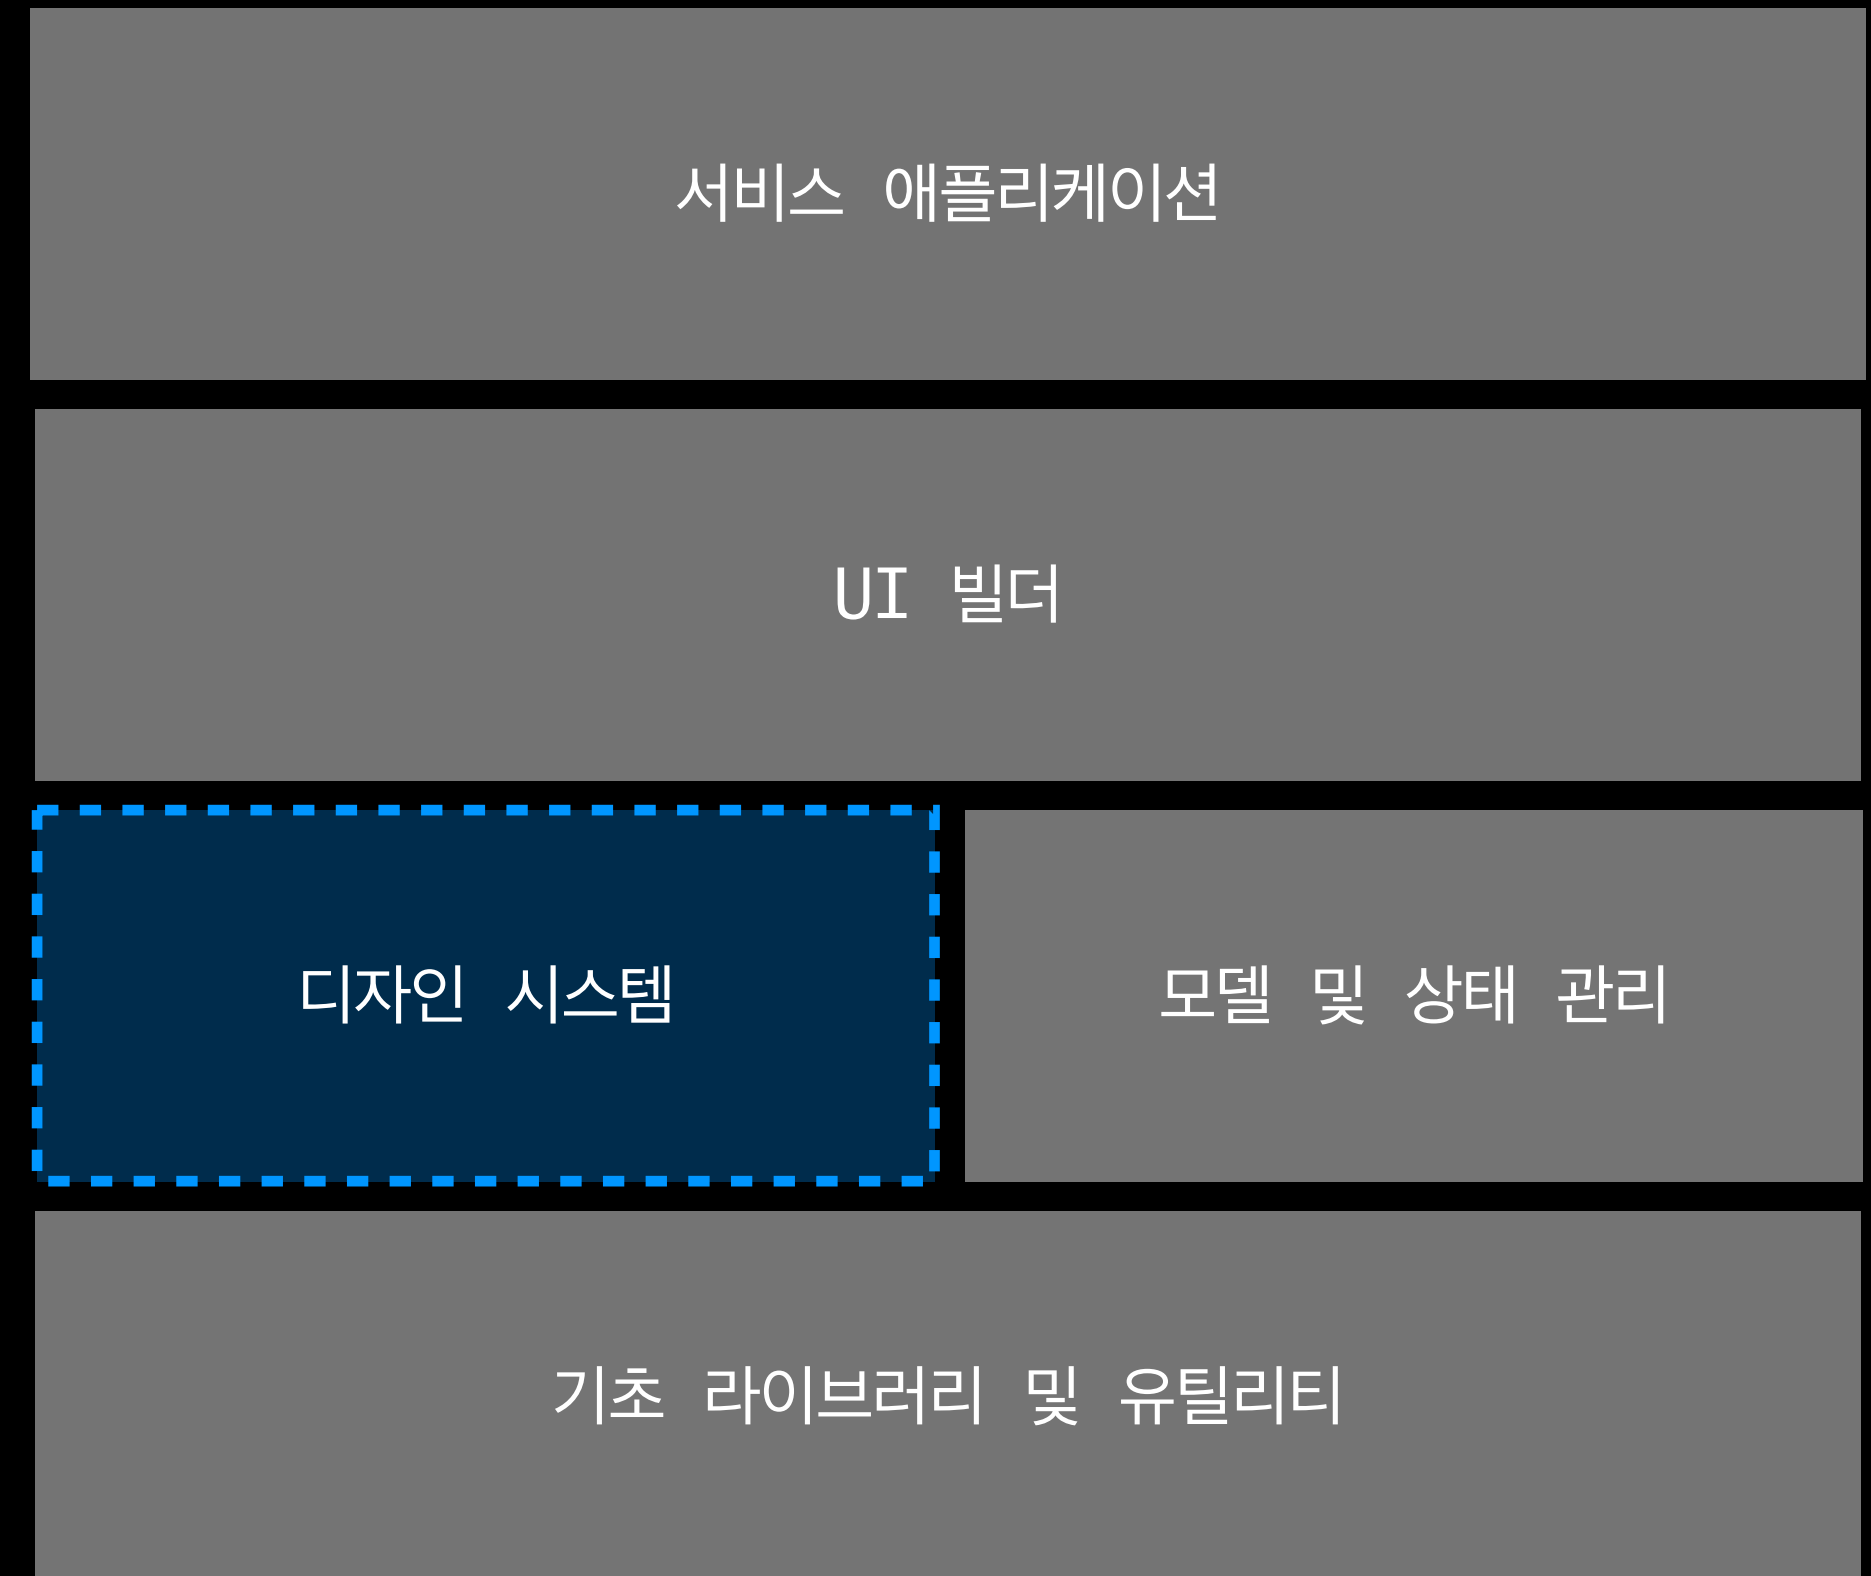 서비스 애플리케이션
UI 빌더
디자인 시스템
모델 및 상태 관리
기초 라이브러리 및 유틸리티